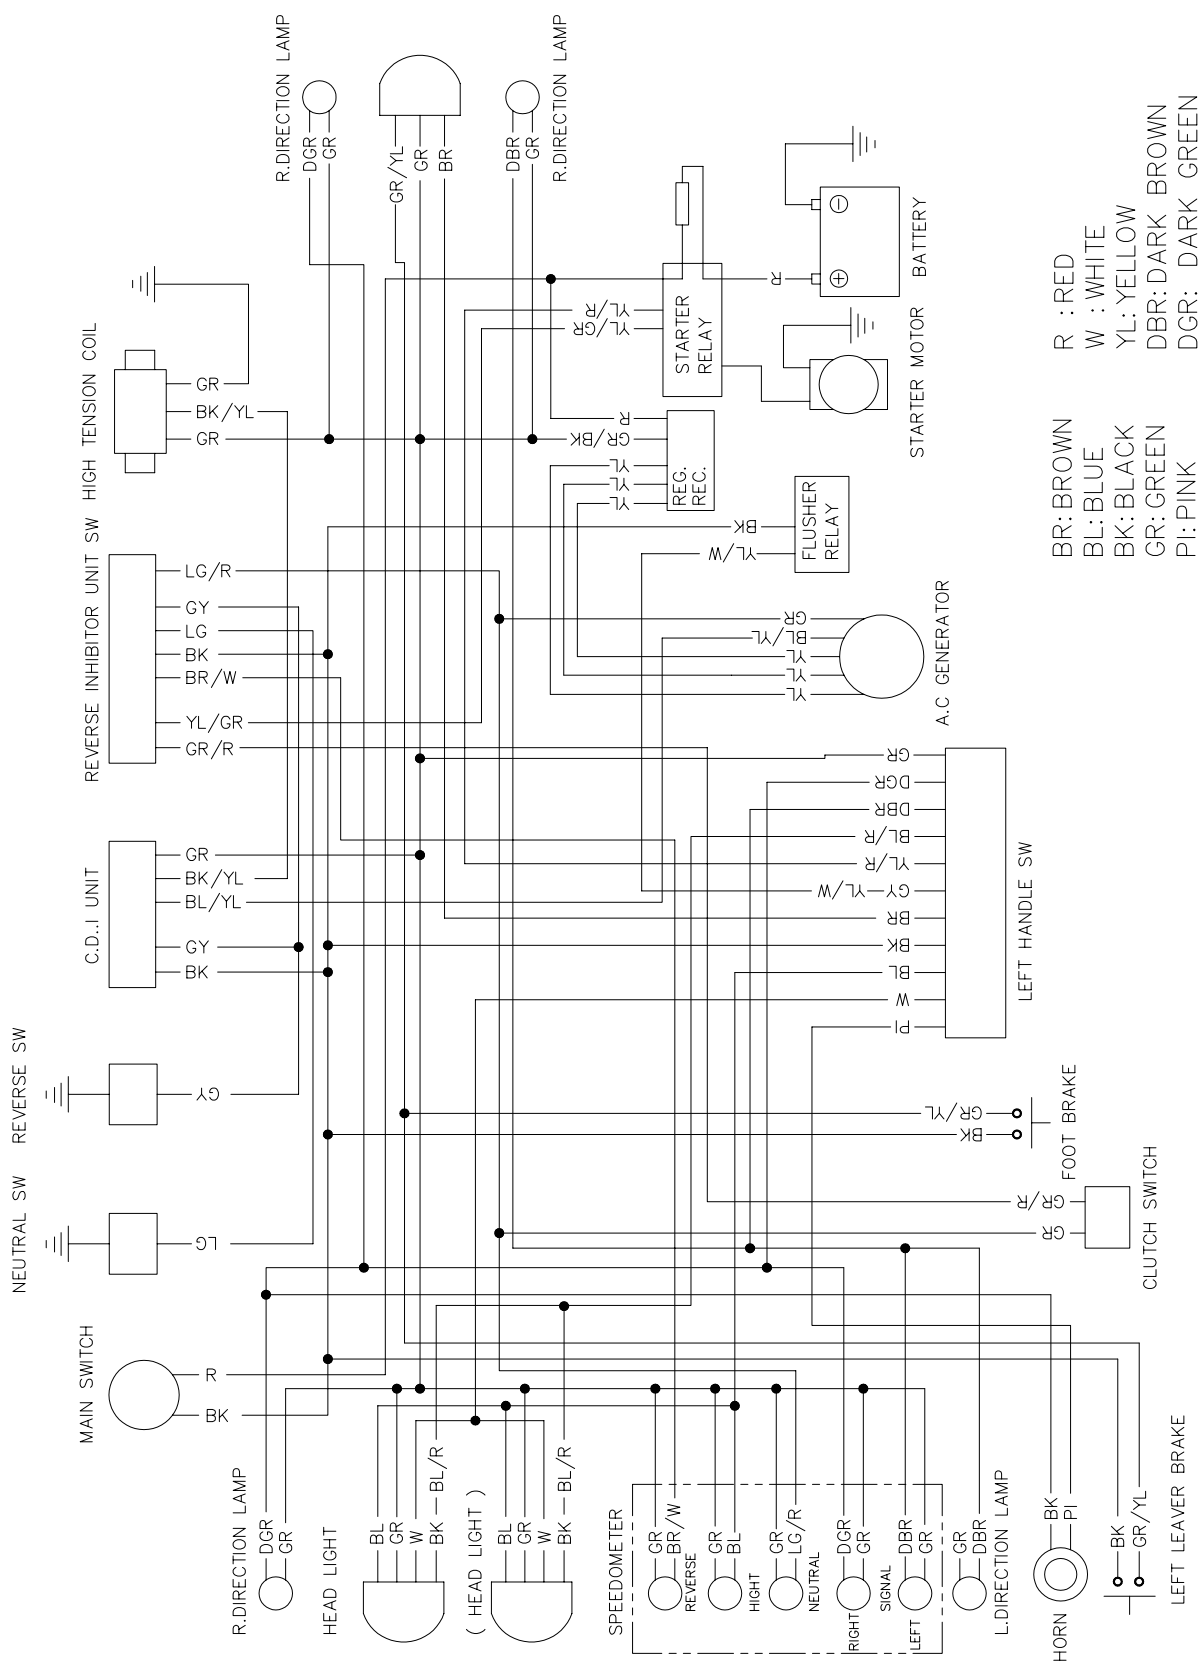 R.DIRECTION LAMP
DGR
GR
GR/YL
GR
BR
DBR
GR
R.DIRECTION LAMP
HIGH TENSION COIL
GR
BK/YL
GR
REVERSE INHIBITOR UNIT SW
LG/R
GY
LG
BK
BR/W
YL/GR
GR/R
C.D..I UNIT
GR
BK/YL
BL/YL
GY
BK
REVERSE SW
GY
NEUTRAL SW
LG
MAIN SWITCH
R
BK
BATTERY
R
STARTER
RELAY
YL/R
YL/GR
STARTER MOTOR
REG.
REC.
R
GR/BK
YL
YL
YL
FLUSHER
RELAY
BK
YL/W
A.C GENERATOR
GR
BL/YL
YL
YL
YL
LEFT HANDLE SW
GR
DGR
DBR
BL/R
YL/R
YL/W
GY
BR
BK
BL
W
PI
FOOT BRAKE
GR/YL
BK
CLUTCH SWITCH
GR/R
GR
R.DIRECTION LAMP
DGR
GR
HEAD LIGHT
BL
GR
W
BK
BL/R
( HEAD LIGHT )
BL
GR
W
BK
BL/R
SPEEDOMETER
GR
BR/W
REVERSE
GR
BL
HIGHT
GR
LG/R
NEUTRAL
DGR
GR
RIGHT
SIGNAL
DBR
GR
LEFT
GR
DBR
L.DIRECTION LAMP
BK
PI
HORN
BK
GR/YL
LEFT LEAVER BRAKE
BR: BROWN
BL: BLUE
BK: BLACK
GR: GREEN
PI: PINK
R : RED
W : WHITE
YL: YELLOW
DBR: DARK BROWN
DGR: DARK GREEN